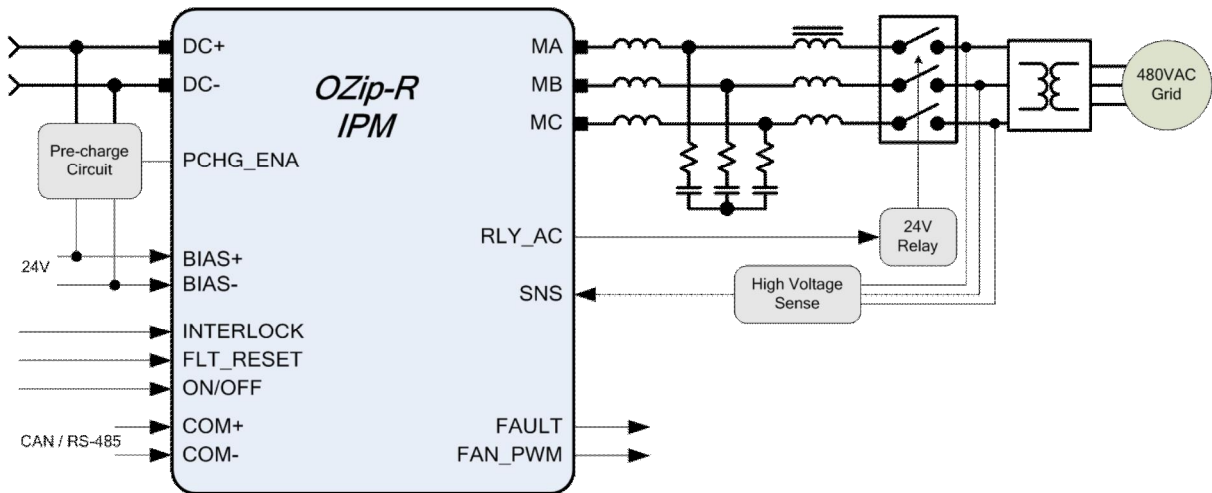 DC+
DC-
Pre-charge
Circuit
PCHG_ENA
24V
BIAS+
BIAS-
INTERLOCK
FLT_RESET
ON/OFF
CAN / RS-485
COM+
COM-
OZip-R
IPM
MA
MB
MC
RLY_AC
SNS
FAULT
FAN_PWM
24V
Relay
High Voltage
Sense
480VAC
Grid